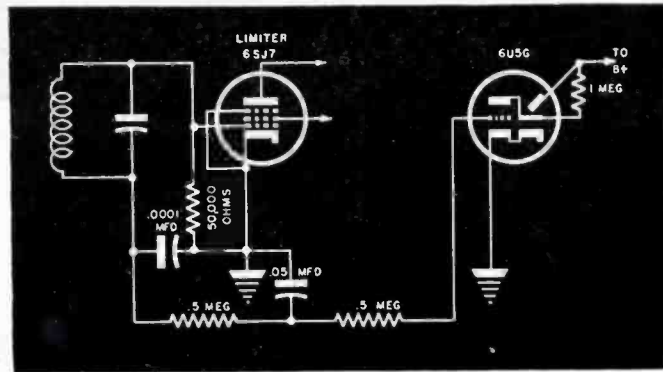 LIMITER
6SJ7
6U5G
TO
B+
1 MEG
.0001
MFD
50,000
OHMS
.05 MFD
.5 MEG
.5 MEG